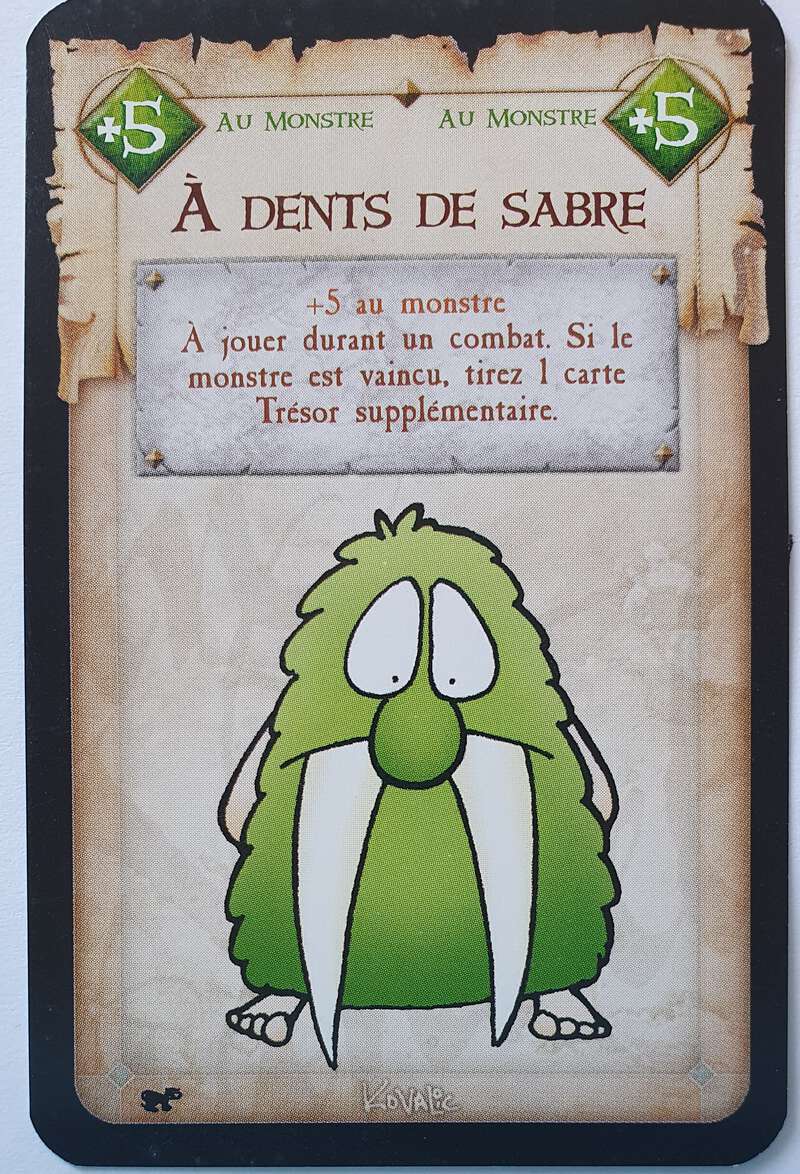 +5 Au Monstre Au Monstre +5
À dents de sabre
+5 au monstre
À jouer durant un combat. Si le
monstre est vaincu, tirez 1 carte
Trésor supplémentaire.
Kovalic